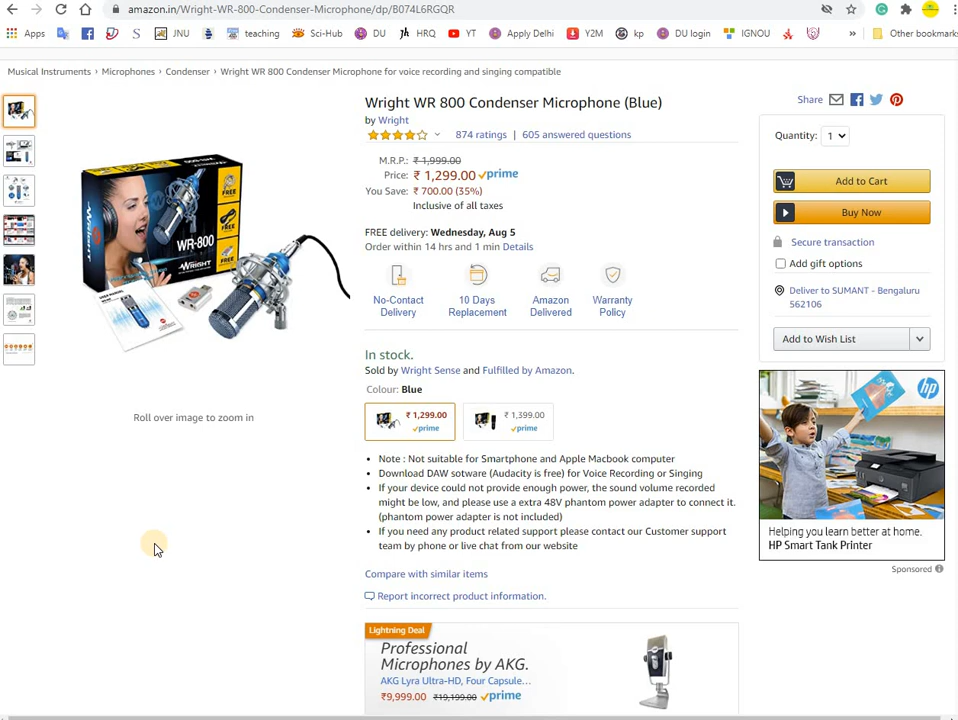 amazon.in/Wright-WR-800-Condenser-Microphone/dp/B074L6RGQR
Apps JNU teaching Sci-Hub DU HRQ YT Apply Delhi Y2M kp DU login IGNOU » Other bookmarks
Musical Instruments › Microphones › Condenser › Wright WR 800 Condenser Microphone for voice recording and singing compatible
Wright WR 800 Condenser Microphone (Blue)
by Wright
874 ratings | 605 answered questions
M.R.P.: ₹ 1,999.00
Price: ₹ 1,299.00 prime
You Save: ₹ 700.00 (35%)
Inclusive of all taxes
FREE delivery: Wednesday, Aug 5
Order within 14 hrs and 1 min Details
No-Contact Delivery
10 Days Replacement
Amazon Delivered
Warranty Policy
In stock.
Sold by Wright Sense and Fulfilled by Amazon.
Colour: Blue
₹ 1,299.00
prime
₹ 1,399.00
prime
• Note : Not suitable for Smartphone and Apple Macbook computer
• Download DAW sotware (Audacity is free) for Voice Recording or Singing
• If your device could not provide enough power, the sound volume recorded
might be low, and please use a extra 48V phantom power adapter to connect it.
(phantom power adapter is not included)
• If you need any product related support please contact our Customer support
team by phone or live chat from our website
Compare with similar items
Report incorrect product information.
Lightning Deal
Professional
Microphones by AKG.
AKG Lyra Ultra-HD, Four Capsule...
₹9,999.00 ₹19,199.00 prime
WRIGHT
WR-800
WRIGHT
FREE
FREE
Roll over image to zoom in
Share
Quantity: 1
Add to Cart
Buy Now
Secure transaction
Add gift options
Deliver to SUMANT - Bengaluru
562106
Add to Wish List
hp
Helping you learn better at home.
HP Smart Tank Printer
Sponsored